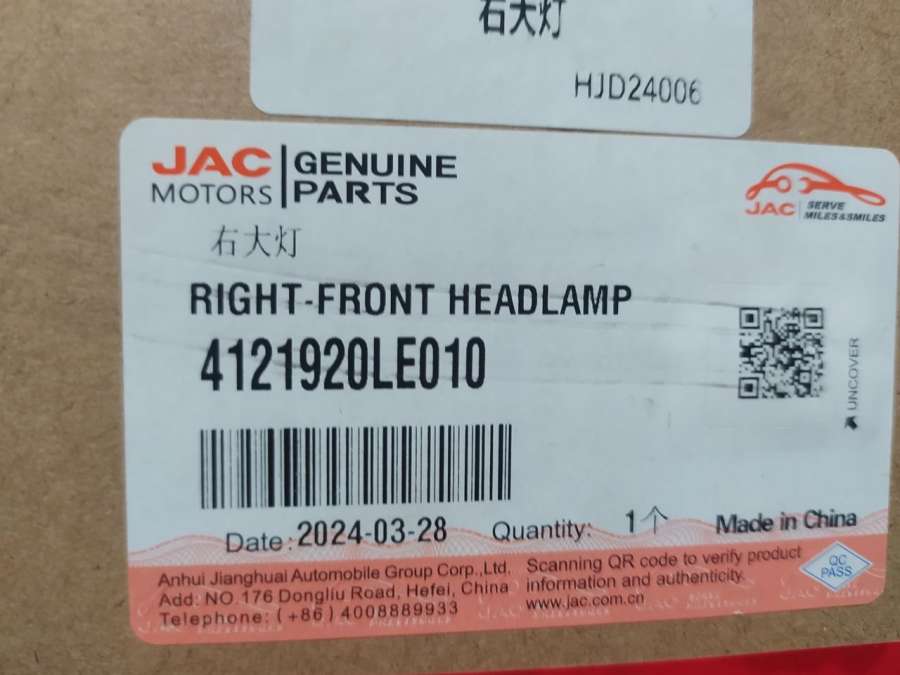 右大灯
HJD24006
JAC MOTORS GENUINE PARTS
JAC SERVE MILES&SMILES
右大灯
RIGHT-FRONT HEADLAMP
4121920LE010
UNCOVER
Date:2024-03-28 Quantity: 1个 Made in China
Anhui Jianghuai Automobile Group Corp.,Ltd.
Add: NO.176 Dongliu Road, Hefei, China
Telephone: (+86) 4008889933
Scanning QR code to verify product
information and authenticity.
www.jac.com.cn
QC
PASS